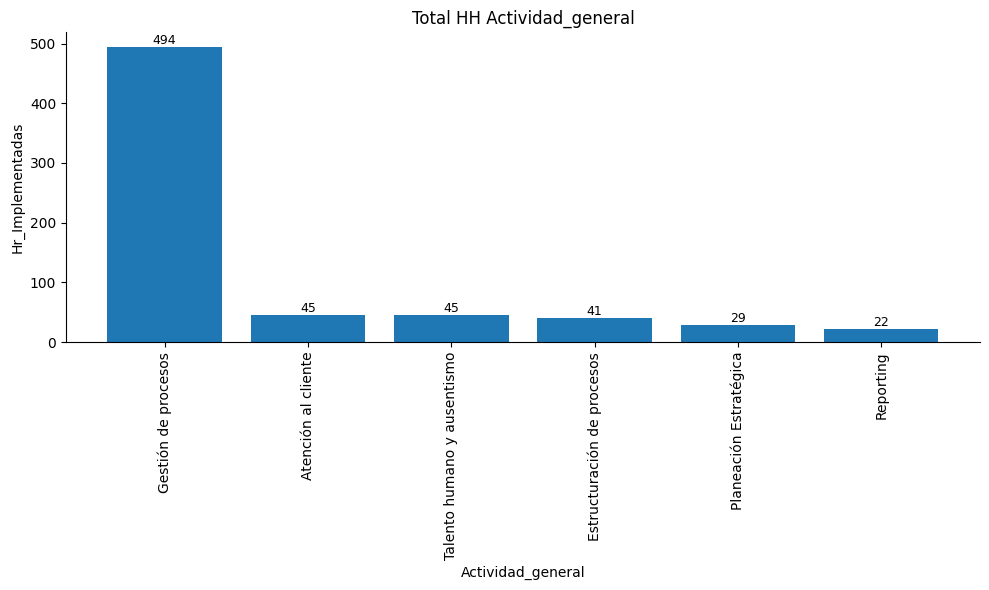 Total HH Actividad_general
Hr_Implementadas
500
400
300
200
100
0
494
45
45
41
29
22
Gestión de procesos
Atención al cliente
Talento humano y ausentismo
Estructuración de procesos
Planeación Estratégica
Reporting
Actividad_general